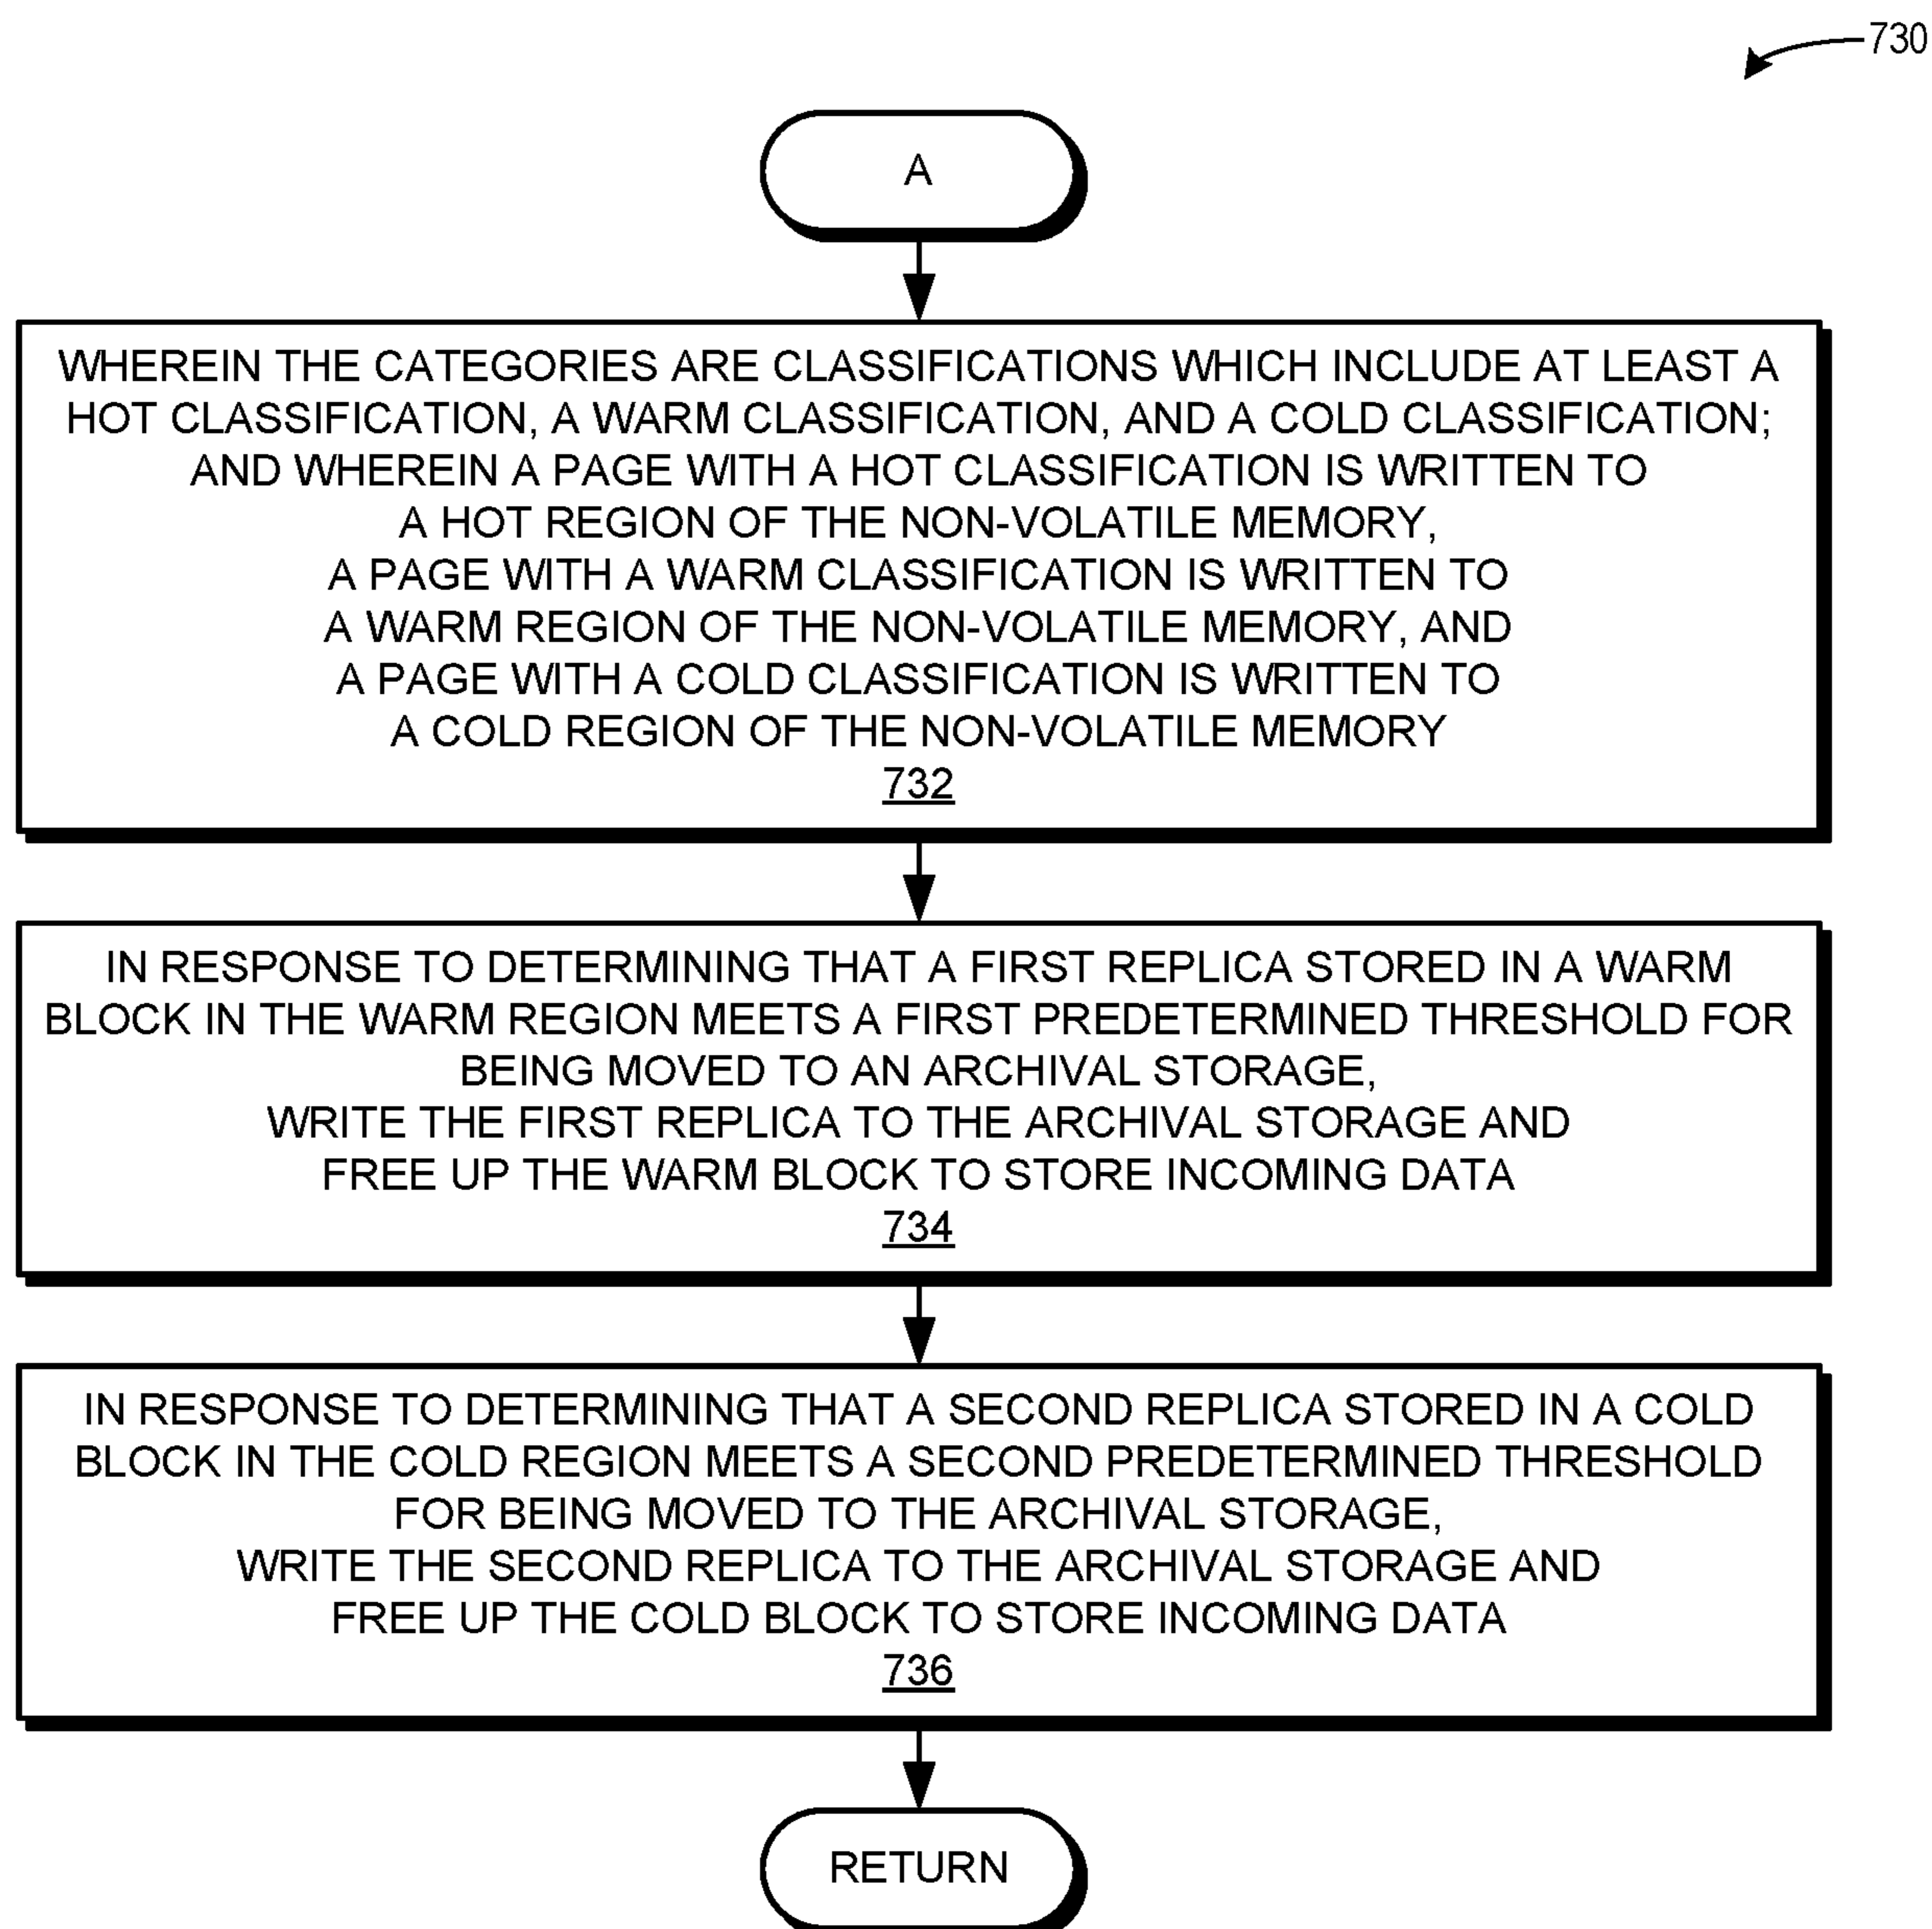 730
A
WHEREIN THE CATEGORIES ARE CLASSIFICATIONS WHICH INCLUDE AT LEAST A
HOT CLASSIFICATION, A WARM CLASSIFICATION, AND A COLD CLASSIFICATION;
AND WHEREIN A PAGE WITH A HOT CLASSIFICATION IS WRITTEN TO
A HOT REGION OF THE NON-VOLATILE MEMORY,
A PAGE WITH A WARM CLASSIFICATION IS WRITTEN TO
A WARM REGION OF THE NON-VOLATILE MEMORY, AND
A PAGE WITH A COLD CLASSIFICATION IS WRITTEN TO
A COLD REGION OF THE NON-VOLATILE MEMORY
732
IN RESPONSE TO DETERMINING THAT A FIRST REPLICA STORED IN A WARM
BLOCK IN THE WARM REGION MEETS A FIRST PREDETERMINED THRESHOLD FOR
BEING MOVED TO AN ARCHIVAL STORAGE,
WRITE THE FIRST REPLICA TO THE ARCHIVAL STORAGE AND
FREE UP THE WARM BLOCK TO STORE INCOMING DATA
734
IN RESPONSE TO DETERMINING THAT A SECOND REPLICA STORED IN A COLD
BLOCK IN THE COLD REGION MEETS A SECOND PREDETERMINED THRESHOLD
FOR BEING MOVED TO THE ARCHIVAL STORAGE,
WRITE THE SECOND REPLICA TO THE ARCHIVAL STORAGE AND
FREE UP THE COLD BLOCK TO STORE INCOMING DATA
736
RETURN